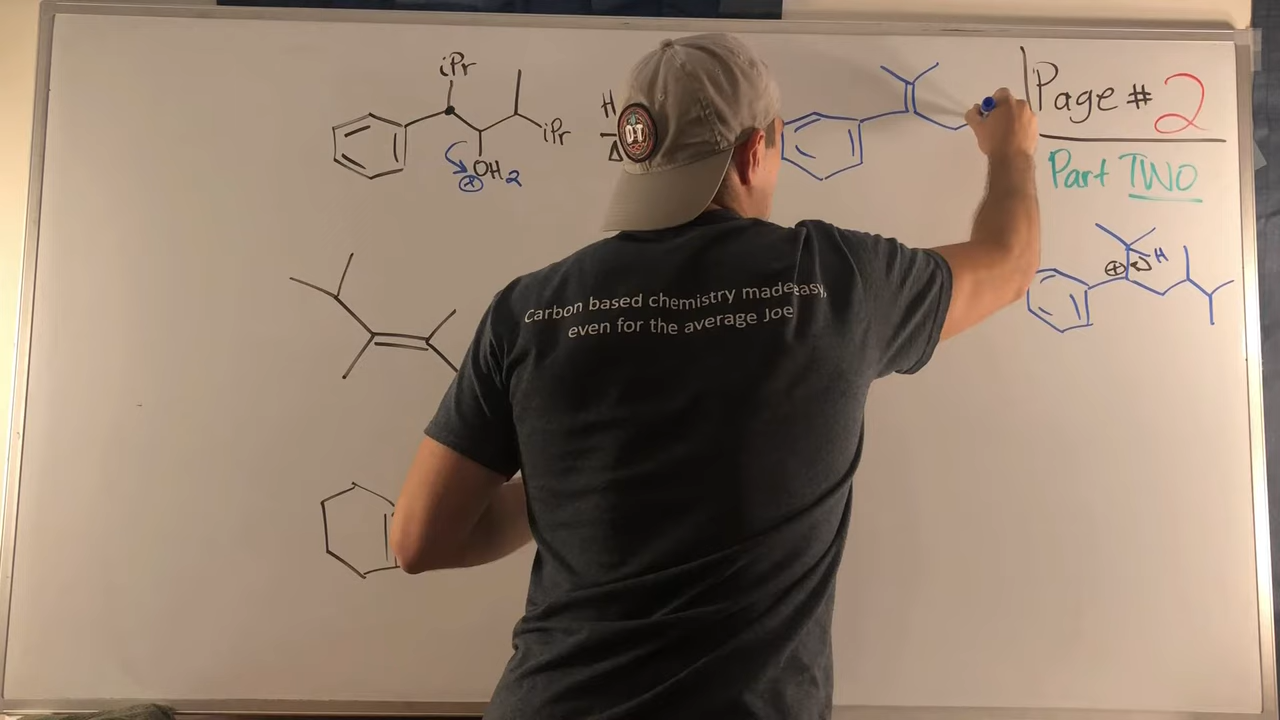 iPr
iPr
OH2
⊕
H
Δ
Page # 2
Part TWO
⊕ H
D·T
Carbon based chemistry made easy,
even for the average Joe